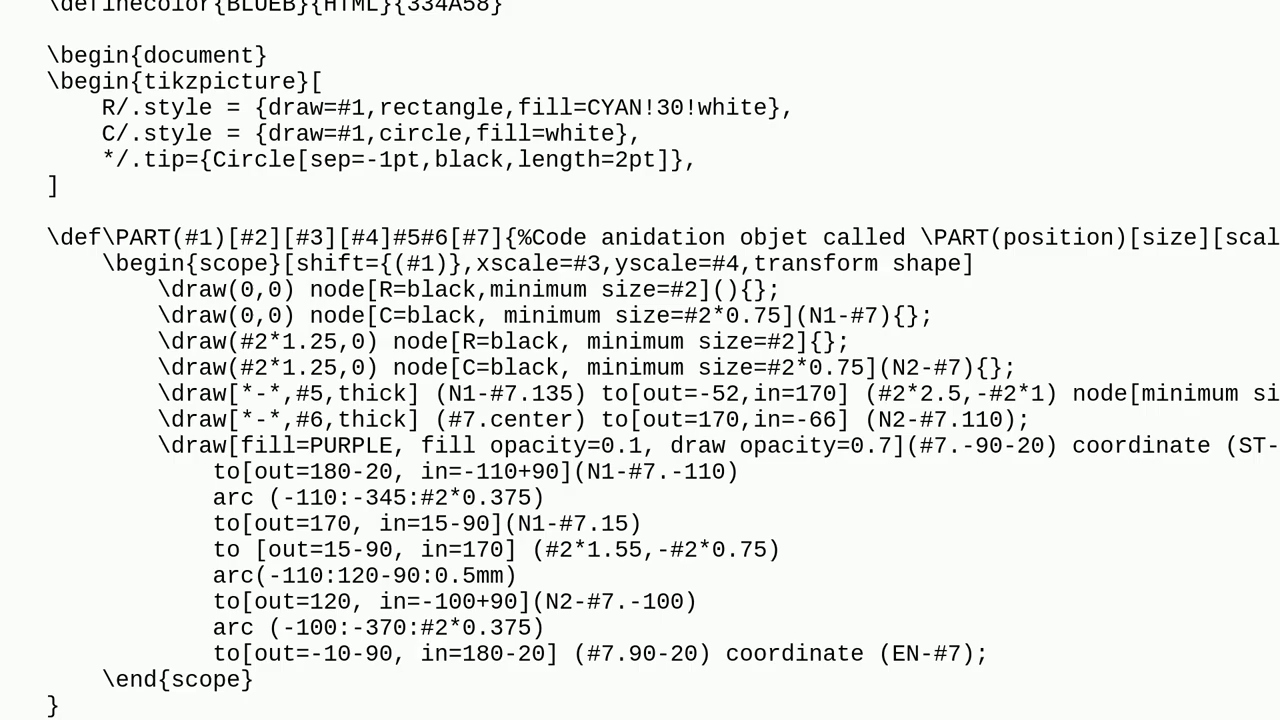 \definecolor{BLUEB}{HTML}{334A58}
\begin{document}
\begin{tikzpicture}[
R/.style = {draw=#1,rectangle,fill=CYAN!30!white},
C/.style = {draw=#1,circle,fill=white},
*/.tip={Circle[sep=-1pt,black,length=2pt]},
]
\def\PART(#1)[#2][#3][#4]#5#6[#7]{%Code anidation objet called \PART(position)[size][scal
\begin{scope}[shift={(#1)},xscale=#3,yscale=#4,transform shape]
\draw(0,0) node[R=black,minimum size=#2](){};
\draw(0,0) node[C=black, minimum size=#2*0.75](N1-#7){};
\draw(#2*1.25,0) node[R=black, minimum size=#2]{};
\draw(#2*1.25,0) node[C=black, minimum size=#2*0.75](N2-#7){};
\draw[*-*,#5,thick] (N1-#7.135) to[out=-52,in=170] (#2*2.5,-#2*1) node[minimum si
\draw[*-*,#6,thick] (#7.center) to[out=170,in=-66] (N2-#7.110);
\draw[fill=PURPLE, fill opacity=0.1, draw opacity=0.7](#7.-90-20) coordinate (ST-
to[out=180-20, in=-110+90](N1-#7.-110)
arc (-110:-345:#2*0.375)
to[out=170, in=15-90](N1-#7.15)
to [out=15-90, in=170] (#2*1.55,-#2*0.75)
arc(-110:120-90:0.5mm)
to[out=120, in=-100+90](N2-#7.-100)
arc (-100:-370:#2*0.375)
to[out=-10-90, in=180-20] (#7.90-20) coordinate (EN-#7);
\end{scope}
}